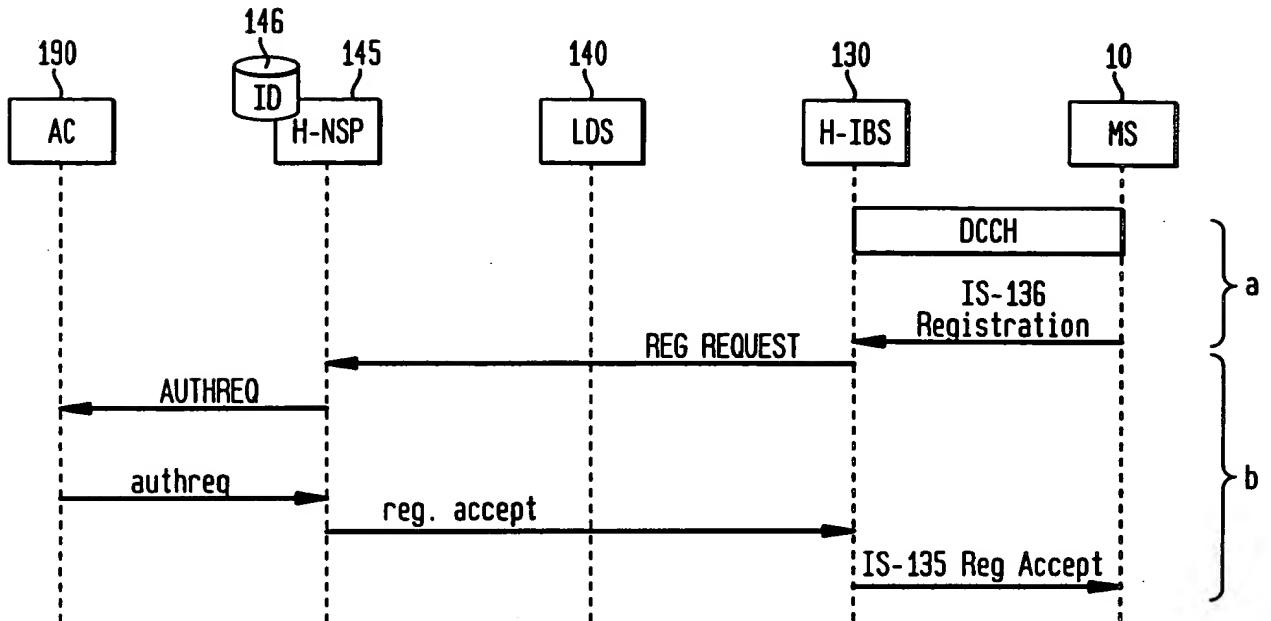 146
190 145 140 130 10
ID
AC H-NSP LDS H-IBS MS
DCCH
a
IS-136
Registration
REG REQUEST
AUTHREQ
authreq
b
reg. accept
IS-135 Reg Accept